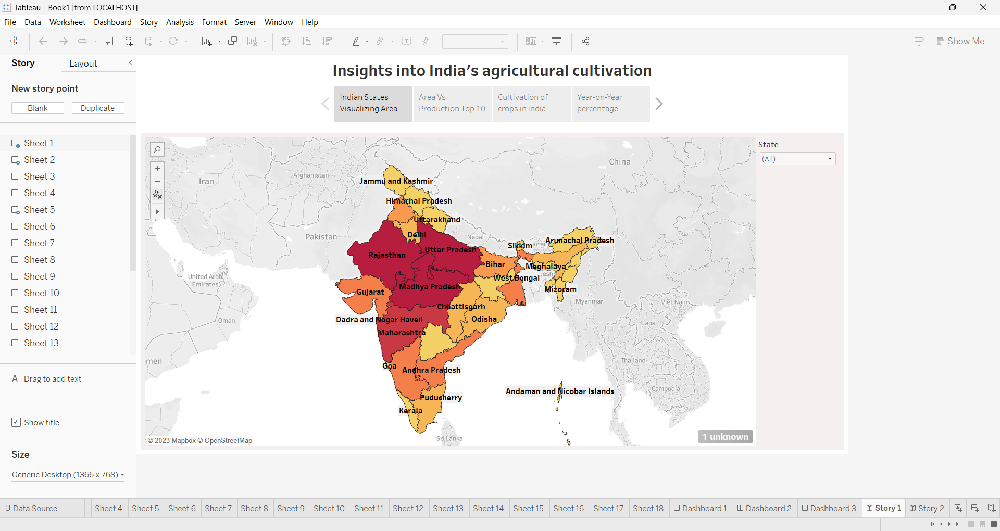 Tableau - Book1 [from LOCALHOST]
File Data Worksheet Dashboard Story Analysis Format Server Window Help
Show Me
Story
Layout
New story point
Blank
Duplicate
Sheet 1
Sheet 2
Sheet 3
Sheet 4
Sheet 5
Sheet 6
Sheet 7
Sheet 8
Sheet 9
Sheet 10
Sheet 11
Sheet 12
Sheet 13
A Drag to add text
Show title
Size
Generic Desktop (1366 x 768)
Insights into India's agricultural cultivation
Indian States
Visualizing Area
Area Vs
Production Top 10
Cultivation of
crops in india
Year-on-Year
percentage
State
(All)
China
Afghanistan
Iran
Jammu and Kashmir
Himachal Pradesh
Uttarakhand
Delhi
Pakistan
Nepal
Sikkim
Arunachal Pradesh
Uttar Pradesh
Rajasthan
Bihar
Meghalaya
United Arab
Emirates
West Bengal
Madhya Pradesh
Mizoram
Gujarat
Myanmar
Viet Nam
Chhattisgarh
Odisha
Oman
Dadra and Nagar Haveli
Laos
Maharashtra
men
Thailand
Goa
Andhra Pradesh
Cambodia
Andaman and Nicobar Islands
Puducherry
Kerala
Sri Lanka
1 unknown
© 2023 Mapbox © OpenStreetMap
Data Source
Sheet 4
Sheet 5
Sheet 6
Sheet 7
Sheet 8
Sheet 9
Sheet 10
Sheet 11
Sheet 12
Sheet 13
Sheet 14
Sheet 15
Sheet 16
Sheet 17
Sheet 18
Dashboard 1
Dashboard 2
Dashboard 3
Story 1
Story 2